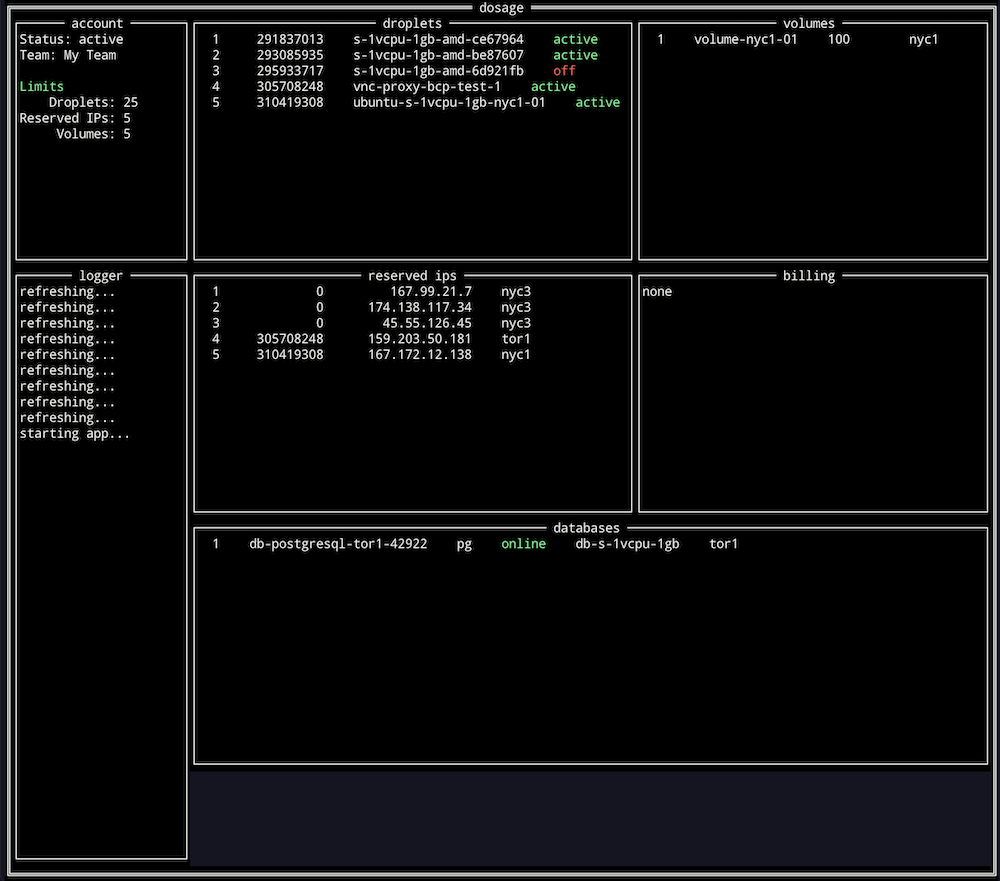 dosage
account
Status: active
Team: My Team
Limits
Droplets: 25
Reserved IPs: 5
Volumes: 5
droplets
1 291837013 s-1vcpu-1gb-amd-ce67964 active
2 293085935 s-1vcpu-1gb-amd-be87607 active
3 295933717 s-1vcpu-1gb-amd-6d921fb off
4 305708248 vnc-proxy-bcp-test-1 active
5 310419308 ubuntu-s-1vcpu-1gb-nyc1-01 active
volumes
1 volume-nyc1-01 100 nyc1
logger
refreshing...
refreshing...
refreshing...
refreshing...
refreshing...
refreshing...
refreshing...
refreshing...
refreshing...
starting app...
reserved ips
1 0 167.99.21.7 nyc3
2 0 174.138.117.34 nyc3
3 0 45.55.126.45 nyc3
4 305708248 159.203.50.181 tor1
5 310419308 167.172.12.138 nyc1
billing
none
databases
1 db-postgresql-tor1-42922 pg online db-s-1vcpu-1gb tor1